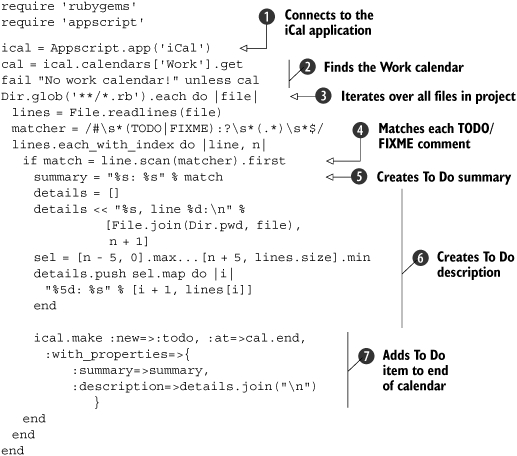 require 'rubygems'
require 'appscript'
1 Connects to the
iCal application
ical = Appscript.app('iCal')
cal = ical.calendars['Work'].get
2 Finds the Work calendar
fail "No work calendar!" unless cal
Dir.glob('**/*.rb').each do |file|
3 Iterates over all files in project
lines = File.readlines(file)
matcher = /#\s*(TODO|FIXME):?\s*(.*)\s*$/
4 Matches each TODO/
FIXME comment
lines.each_with_index do |line, n|
if match = line.scan(matcher).first
summary = "%s: %s" % match
5 Creates To Do summary
details = []
details << "%s, line %d:\n" %
[File.join(Dir.pwd, file),
n + 1]
sel = [n - 5, 0].max...[n + 5, lines.size].min
6 Creates To Do
description
details.push sel.map do |i|
"%5d: %s" % [i + 1, lines[i]]
end
ical.make :new=>:todo, :at=>cal.end,
:with_properties=>{
:summary=>summary,
:description=>details.join("\n")
}
7 Adds To Do
item to end
of calendar
end
end
end